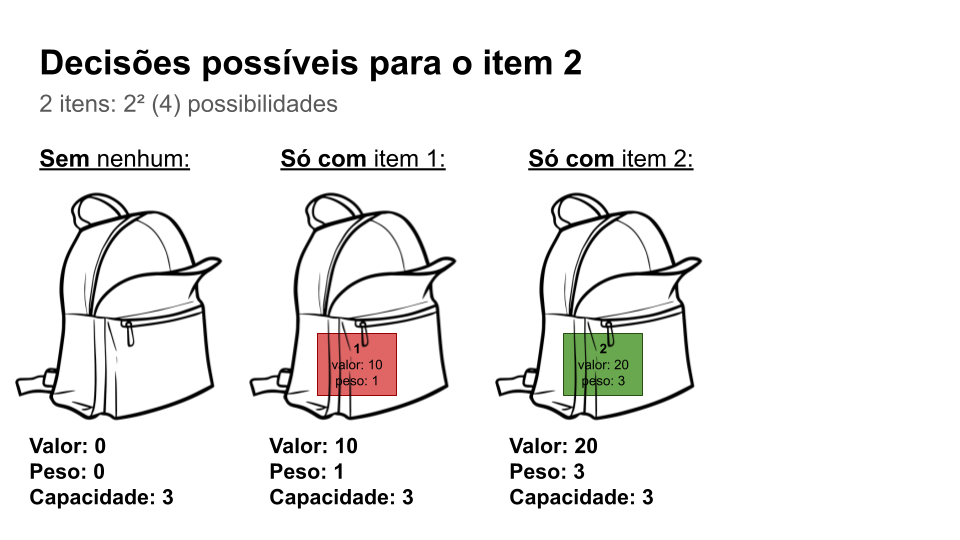 Decisões possíveis para o item 2
2 itens: 2² (4) possibilidades
Sem nenhum:
Só com item 1:
Só com item 2:
1
valor: 10
peso: 1
2
valor: 20
peso: 3
Valor: 0
Peso: 0
Capacidade: 3
Valor: 10
Peso: 1
Capacidade: 3
Valor: 20
Peso: 3
Capacidade: 3